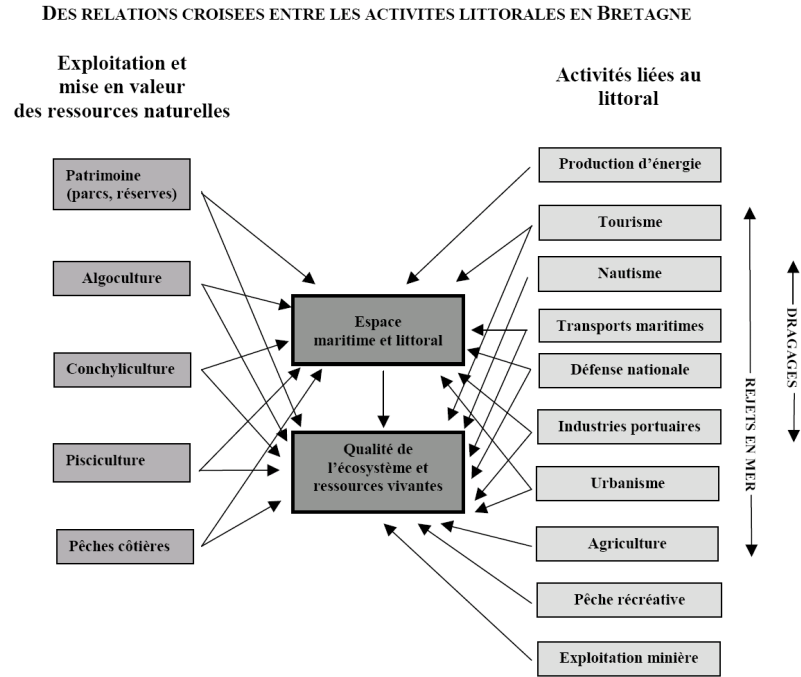 DES RELATIONS CROISEES ENTRE LES ACTIVITES LITTORALES EN BRETAGNE
Exploitation et
mise en valeur
des ressources naturelles
Activités liées au
littoral
Patrimoine
(parcs, réserves)
Algoculture
Conchyliculture
Pisciculture
Pêches côtières
Espace
maritime et littoral
Qualité de
l'écosystème et
ressources vivantes
Production d'énergie
Tourisme
Nautisme
Transports maritimes
Défense nationale
Industries portuaires
Urbanisme
Agriculture
Pêche récréative
Exploitation minière
REJETS EN MER
DRAGAGES